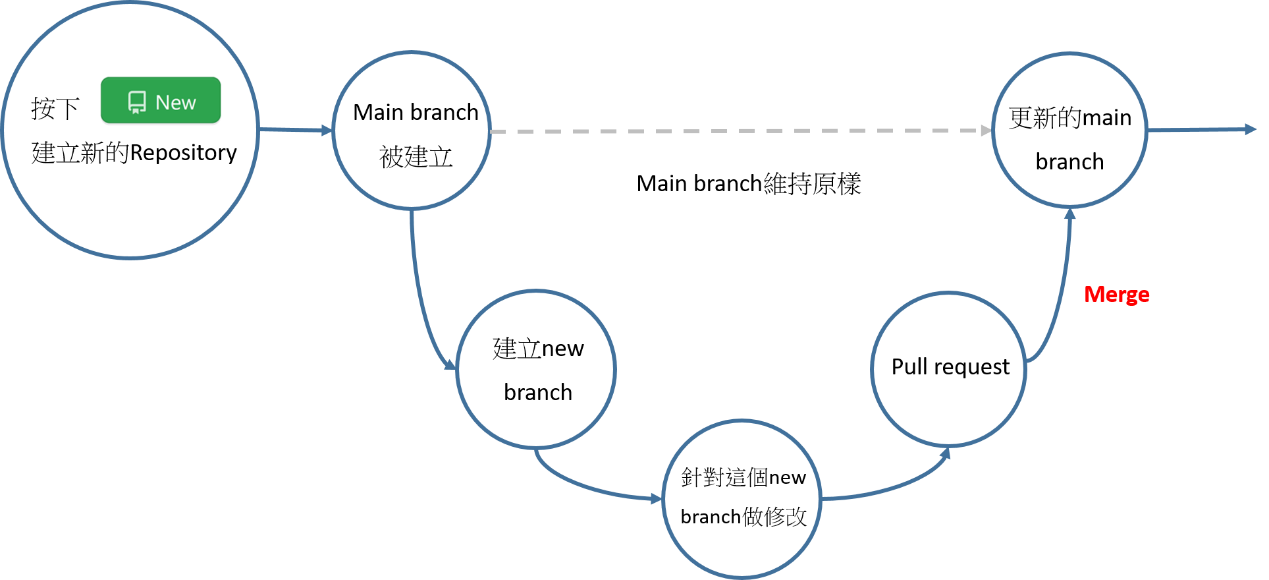 按下 New
建立新的Repository
Main branch
被建立
Main branch維持原樣
更新的main
branch
Merge
建立new
branch
Pull request
針對這個new
branch做修改